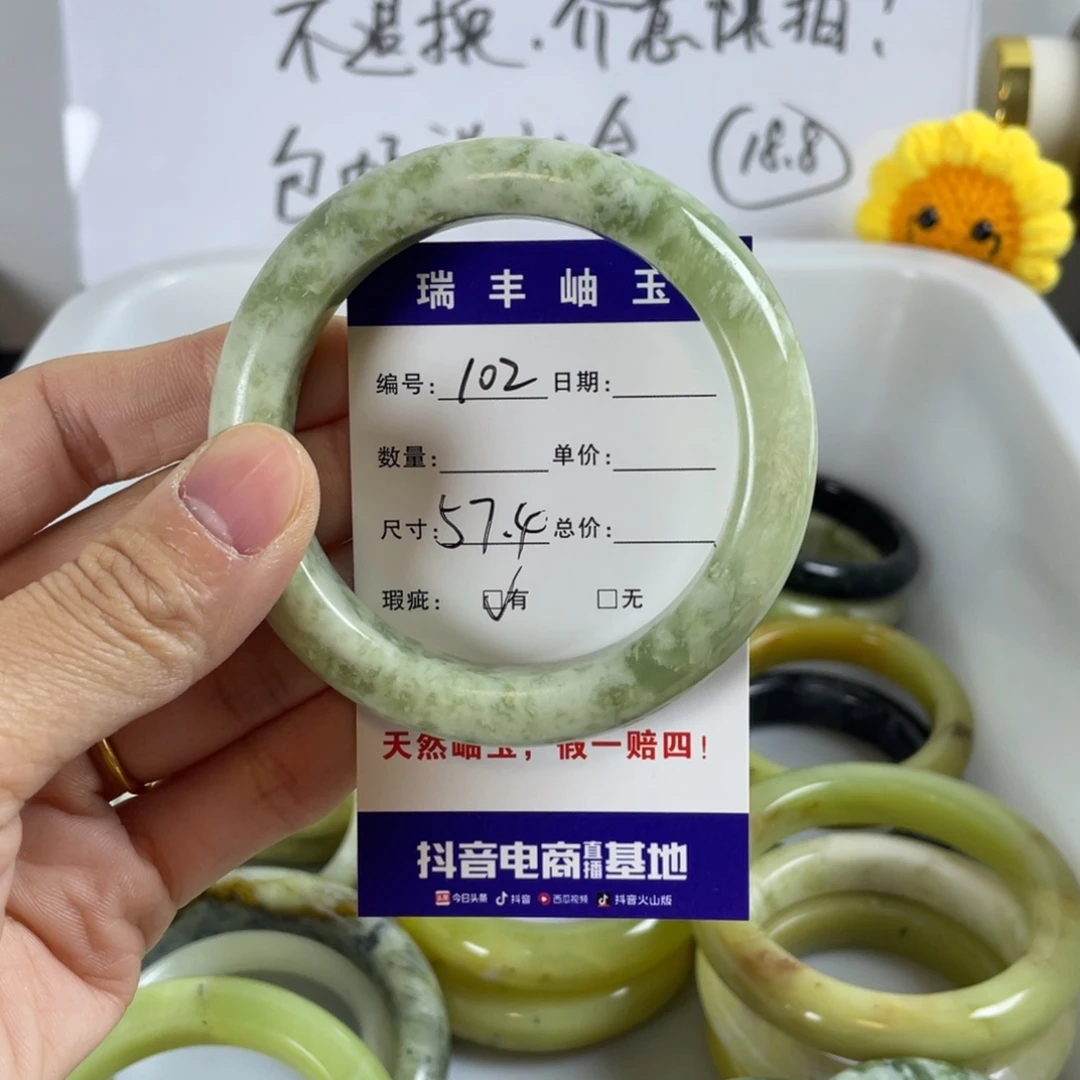 不退换，介意慎拍！
包邮
18.8
瑞丰岫玉
编号：102 日期：
数量： 单价：
尺寸：57.4 总价：
瑕疵： ☑有 □无
天然岫玉，假一赔四！
抖音电商直播基地
头条 今日头条 抖音 西瓜视频 抖音火山版